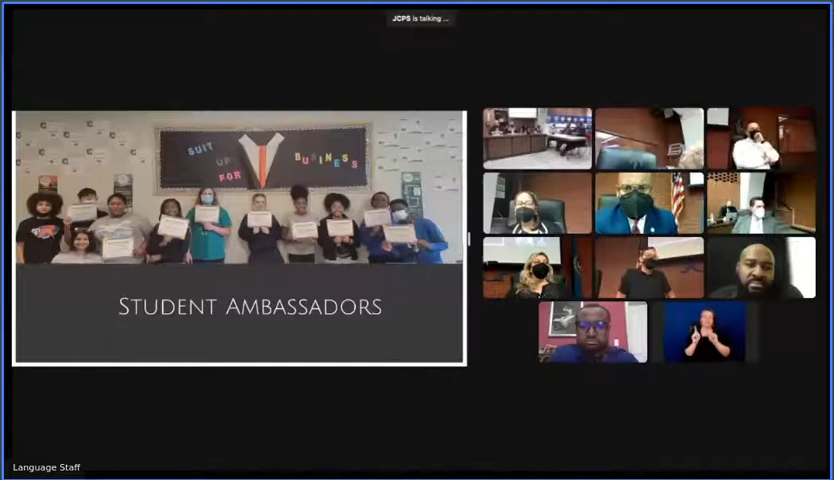 JCPS is talking ...
SUIT
UP
FOR
BUSINESS
STUDENT AMBASSADORS
Language Staff